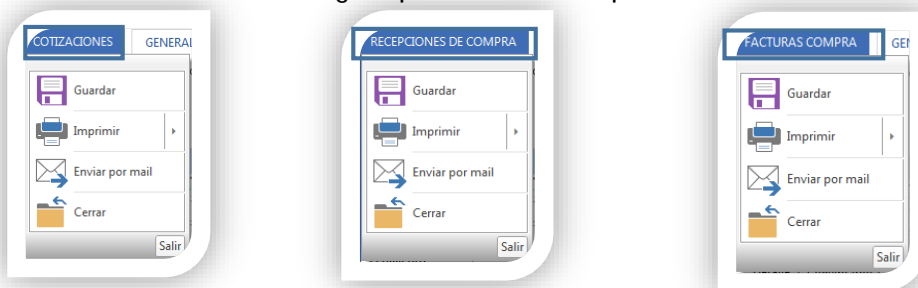 COTIZACIONES GENERAL
Guardar
Imprimir
Enviar por mail
Cerrar
Salir
RECEPCIONES DE COMPRA
Guardar
Imprimir
Enviar por mail
Cerrar
Salir
FACTURAS COMPRA GE
Guardar
Imprimir
Enviar por mail
Cerrar
Salir